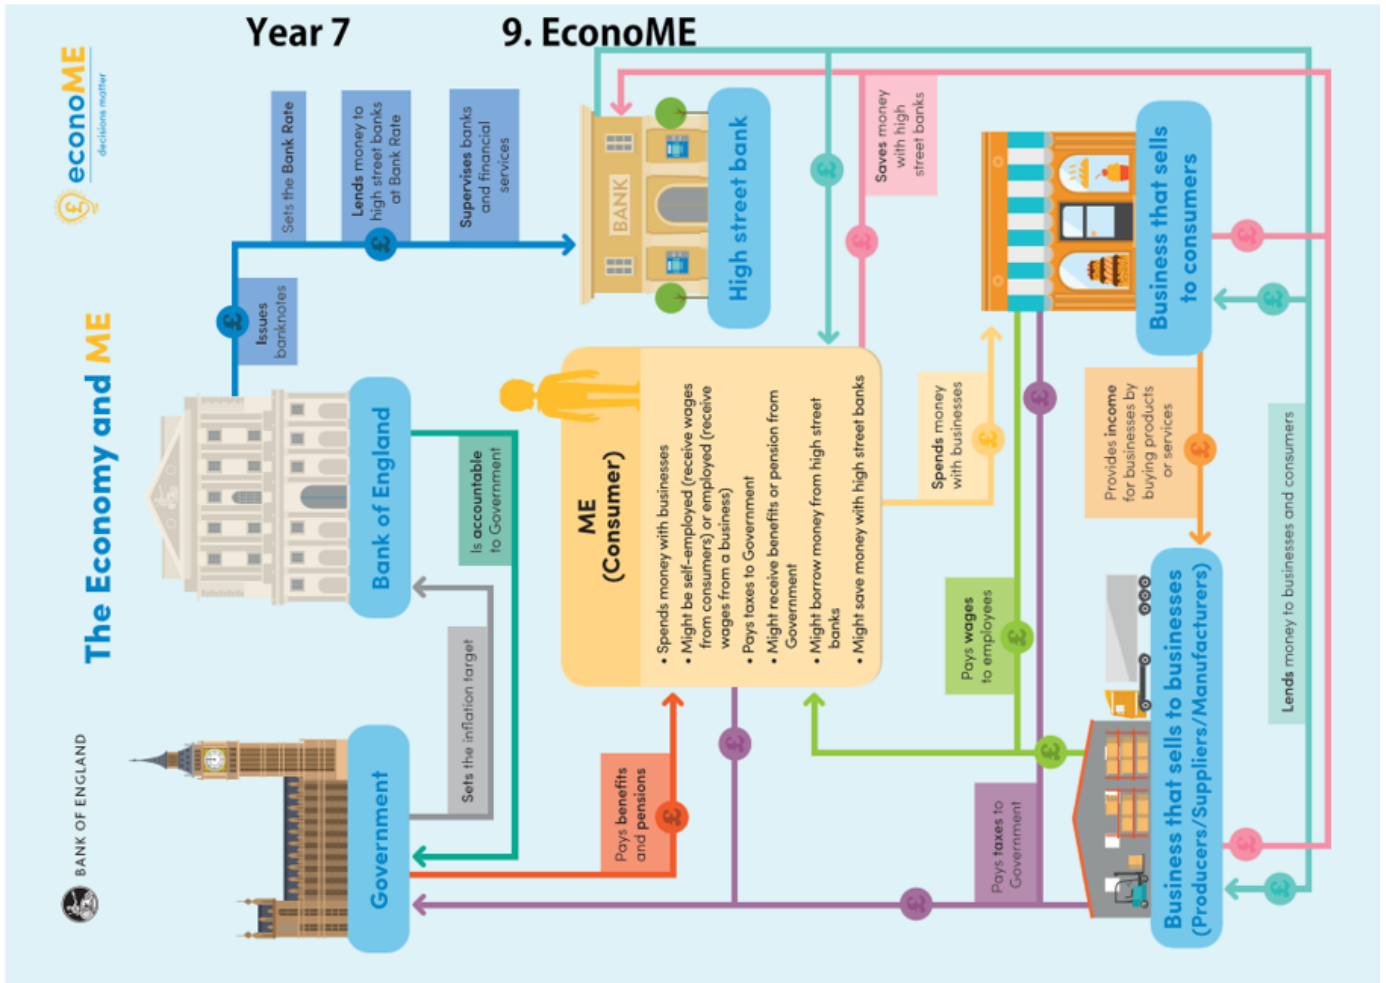 Year 7
9. EconoME
BANK OF ENGLAND
The Economy and ME
£
econoME
decisions matter
Government
Bank of England
Issues
banknotes
£
Sets the Bank Rate
Lends money to
high street banks
at Bank Rate
£
Supervises banks
and financial
services
Sets the inflation target
Is accountable
to Government
BANK
High street bank
ME
(Consumer)
• Spends money with businesses
• Might be self-employed (receive wages
from consumers) or employed (receive
wages from a business)
• Pays taxes to Government
• Might receive benefits or pension from
Government
• Might borrow money from high street
banks
• Might save money with high street banks
Pays benefits
and pensions
£
£
£
£
Saves money
with high
street banks
Spends money
with businesses
£
Pays wages
to employees
£
£
£
Pays taxes to
Government
£
Business that sells
to consumers
£
£
Provides income
for businesses by
buying products
or services
£
Business that sells to businesses
(Producers/Suppliers/Manufacturers)
£
£
Lends money to businesses and consumers